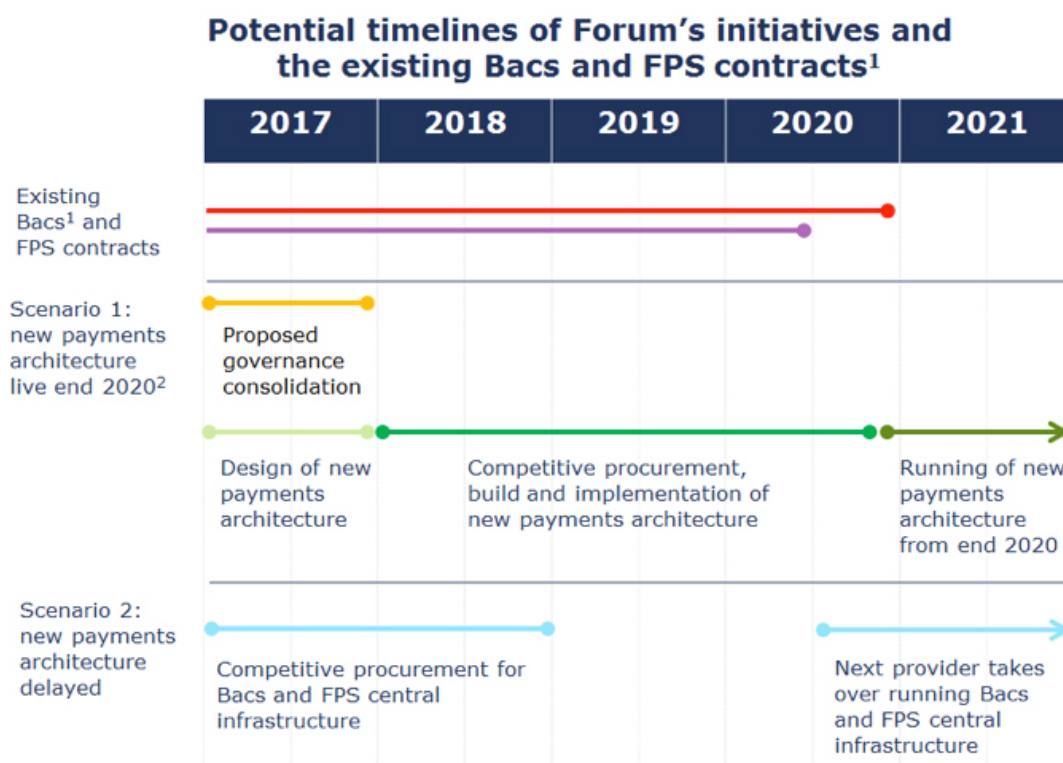 Potential timelines of Forum’s initiatives and
the existing Bacs and FPS contracts¹
2017 2018 2019 2020 2021
Existing
Bacs¹ and
FPS contracts
Scenario 1:
new payments
architecture
live end 2020²
Proposed
governance
consolidation
Design of new
payments
architecture
Competitive procurement,
build and implementation of
new payments architecture
Running of new
payments
architecture
from end 2020
Scenario 2:
new payments
architecture
delayed
Competitive procurement for
Bacs and FPS central
infrastructure
Next provider takes
over running Bacs
and FPS central
infrastructure